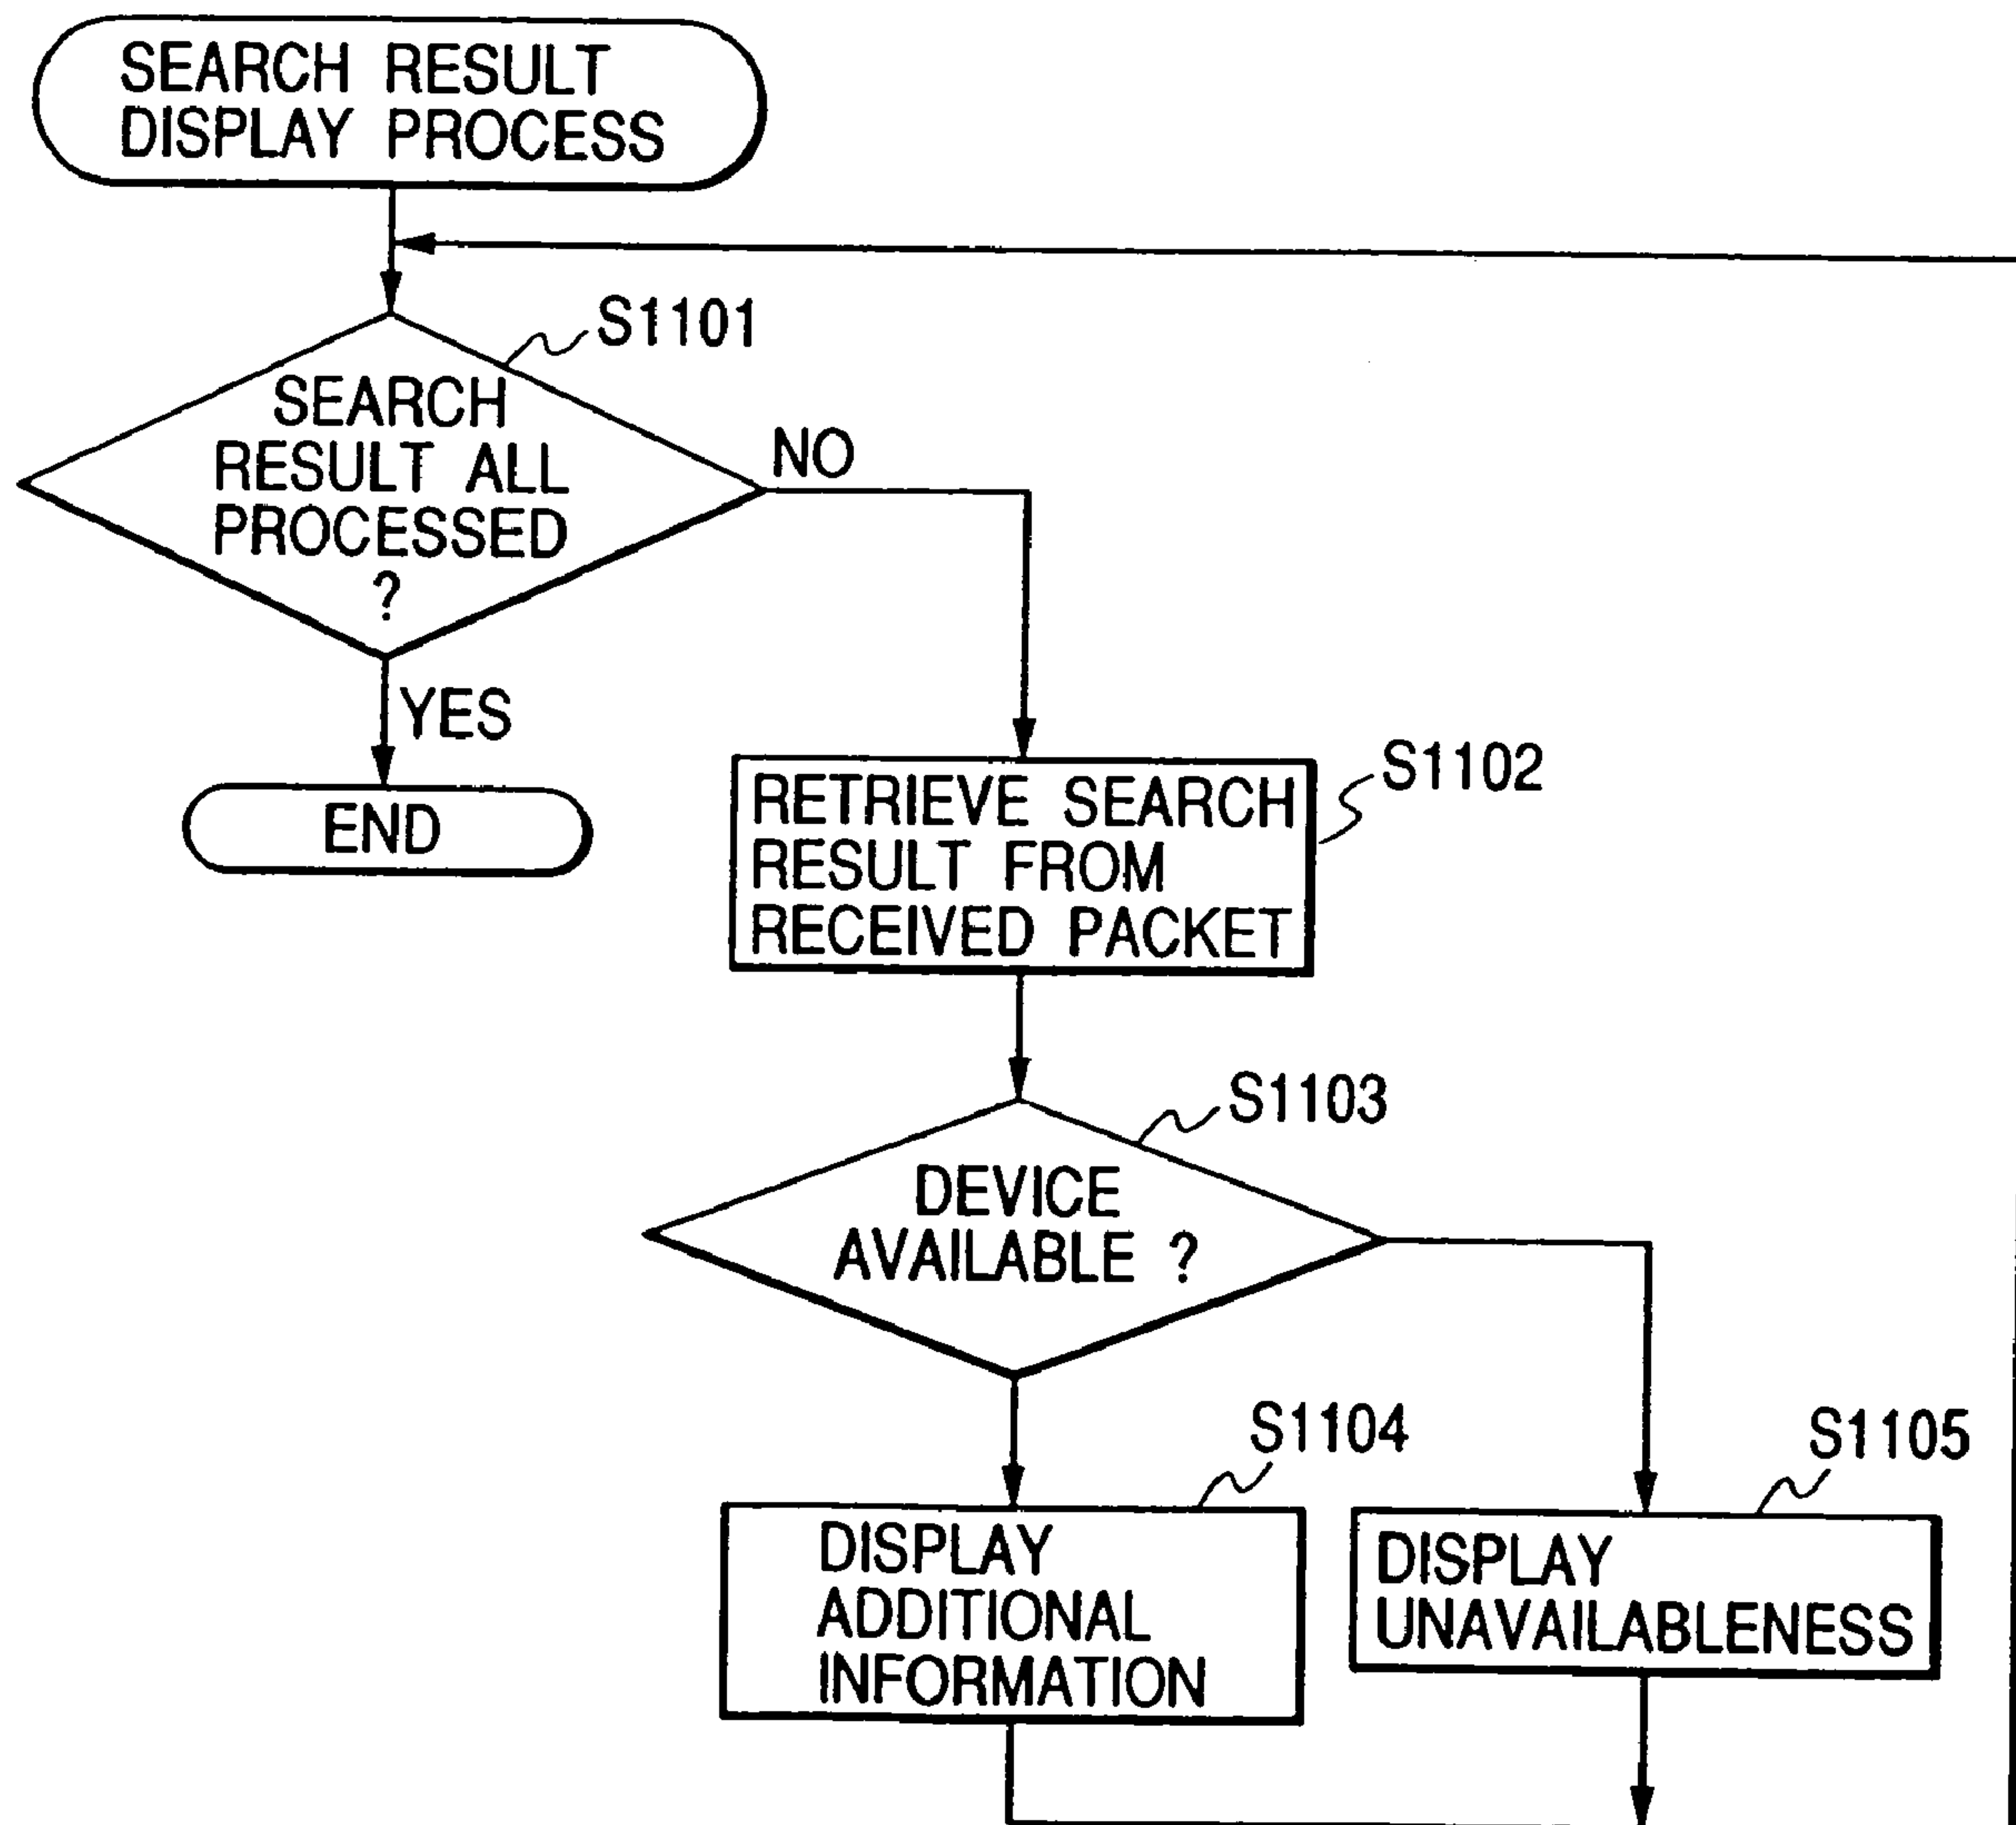 SEARCH RESULT
DISPLAY PROCESS
S1101
SEARCH
RESULT ALL
PROCESSED
?
NO
YES
END
S1102
RETRIEVE SEARCH
RESULT FROM
RECEIVED PACKET
S1103
DEVICE
AVAILABLE ?
S1104
DISPLAY
ADDITIONAL
INFORMATION
S1105
DISPLAY
UNAVAILABLENESS